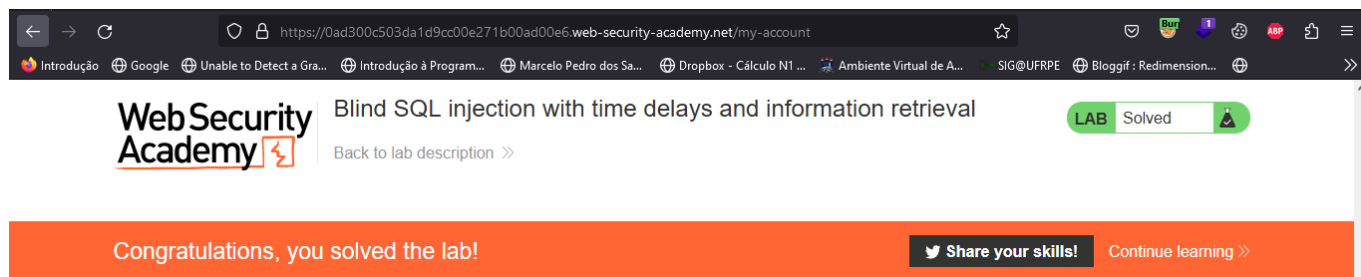 https://0ad300c503da1d9cc00e271b00ad00e6.web-security-academy.net/my-account
Bur 1 ABP
Introdução Google Unable to Detect a Gra... Introdução à Program... Marcelo Pedro dos Sa... Dropbox - Cálculo N1 ... Ambiente Virtual de A... SIG@UFRPE Bloggif : Redimension...
Web Security Academy
Blind SQL injection with time delays and information retrieval
Back to lab description
LAB Solved
Congratulations, you solved the lab!
Share your skills!
Continue learning